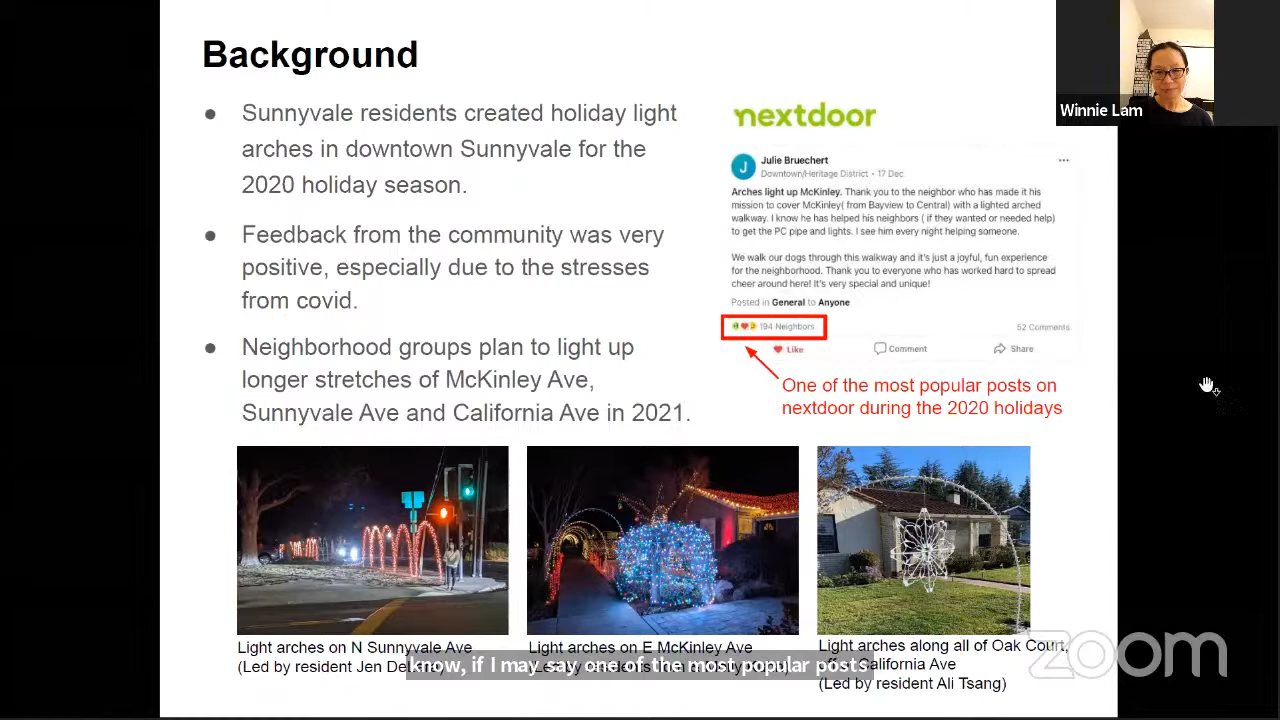 Background
Winnie Lam
● Sunnyvale residents created holiday light
arches in downtown Sunnyvale for the
2020 holiday season.
● Feedback from the community was very
positive, especially due to the stresses
from covid.
● Neighborhood groups plan to light up
longer stretches of McKinley Ave,
Sunnyvale Ave and California Ave in 2021.
nextdoor
J
Julie Bruechert
Downtown/Heritage District • 17 Dec
Arches light up McKinley. Thank you to the neighbor who has made it his
mission to cover McKinley( from Bayview to Central) with a lighted arched
walkway. I know he has helped his neighbors ( if they wanted or needed help)
to get the PC pipe and lights. I see him every night helping someone.
We walk our dogs through this walkway and it's just a joyful, fun experience
for the neighborhood. Thank you to everyone who has worked hard to spread
cheer around here! It's very special and unique!
Posted in General to Anyone
194 Neighbors
52 Comments
Like Comment Share
One of the most popular posts on
nextdoor during the 2020 holidays
Light arches on N Sunnyvale Ave
(Led by resident Jen
Light arches on E McKinley Ave
Light arches along all of Oak Court,
California Ave
(Led by resident Ali Tsang)
know, if I may say, one of the most popular posts
zoom